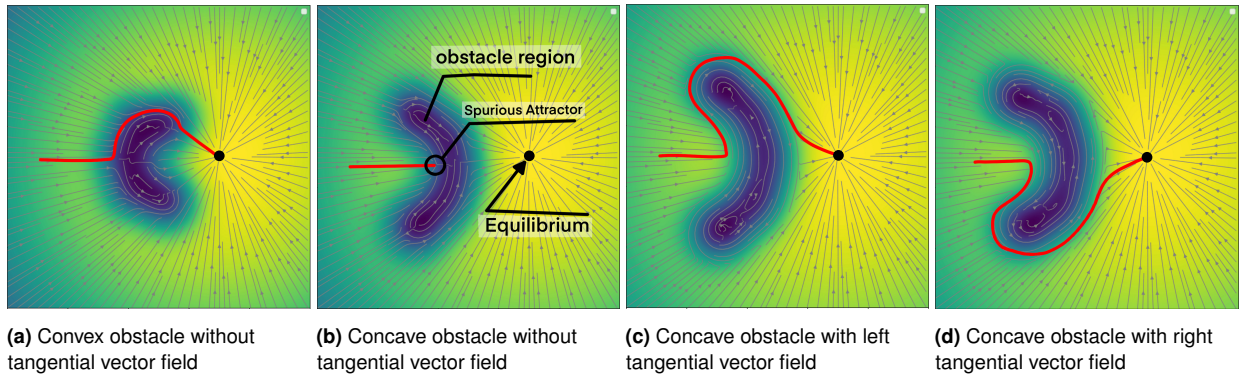 obstacle region
Spurious Attractor
Equilibrium
(a) Convex obstacle without
tangential vector field
(b) Concave obstacle without
tangential vector field
(c) Concave obstacle with left
tangential vector field
(d) Concave obstacle with right
tangential vector field